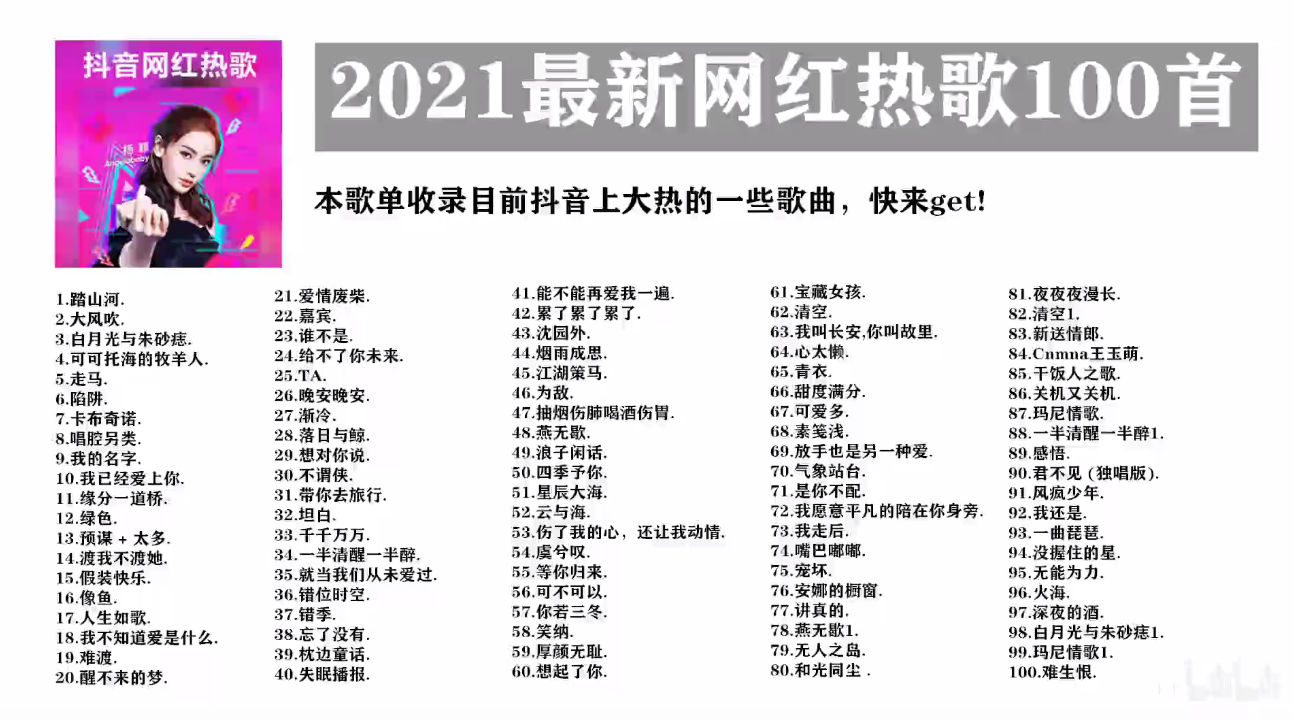 抖音网红热歌
杨颖
Angelababy
2021最新网红热歌100首
本歌单收录目前抖音上大热的一些歌曲，快来get!
1.踏山河.
2.大风吹.
3.白月光与朱砂痣.
4.可可托海的牧羊人.
5.走马.
6.陷阱.
7.卡布奇诺.
8.唱腔另类.
9.我的名字.
10.我已经爱上你.
11.缘分一道桥.
12.绿色.
13.预谋 + 太多.
14.渡我不渡她.
15.假装快乐.
16.像鱼.
17.人生如歌.
18.我不知道爱是什么.
19.难渡.
20.醒不来的梦.
21.爱情废柴.
22.嘉宾.
23.谁不是.
24.给不了你未来.
25.TA.
26.晚安晚安.
27.渐冷.
28.落日与鲸.
29.想对你说.
30.不谓侠.
31.带你去旅行.
32.坦白.
33.千千万万.
34.一半清醒一半醉.
35.就当我们从未爱过.
36.错位时空.
37.错季.
38.忘了没有.
39.枕边童话.
40.失眠播报.
41.能不能再爱我一遍.
42.累了累了累了.
43.沈园外.
44.烟雨成思.
45.江湖策马.
46.为敌.
47.抽烟伤肺喝酒伤胃.
48.燕无歇.
49.浪子闲话.
50.四季予你.
51.星辰大海.
52.云与海.
53.伤了我的心，还让我动情.
54.虞兮叹.
55.等你归来.
56.可不可以.
57.你若三冬.
58.笑纳.
59.厚颜无耻.
60.想起了你.
61.宝藏女孩.
62.清空.
63.我叫长安,你叫故里.
64.心太懒.
65.青衣.
66.甜度满分.
67.可爱多.
68.素笺浅.
69.放手也是另一种爱.
70.气象站台.
71.是你不配.
72.我愿意平凡的陪在你身旁.
73.我走后.
74.嘴巴嘟嘟.
75.宠坏.
76.安娜的橱窗.
77.讲真的.
78.燕无歇1.
79.无人之岛.
80.和光同尘 .
81.夜夜夜漫长.
82.清空1.
83.新送情郎.
84.Cnmna王玉萌.
85.干饭人之歌.
86.关机又关机.
87.玛尼情歌.
88.一半清醒一半醉1.
89.感悟.
90.君不见 (独唱版).
91.风疯少年.
92.我还是.
93.一曲琵琶.
94.没握住的星.
95.无能为力.
96.火海.
97.深夜的酒.
98.白月光与朱砂痣1.
99.玛尼情歌1.
100.难生恨.